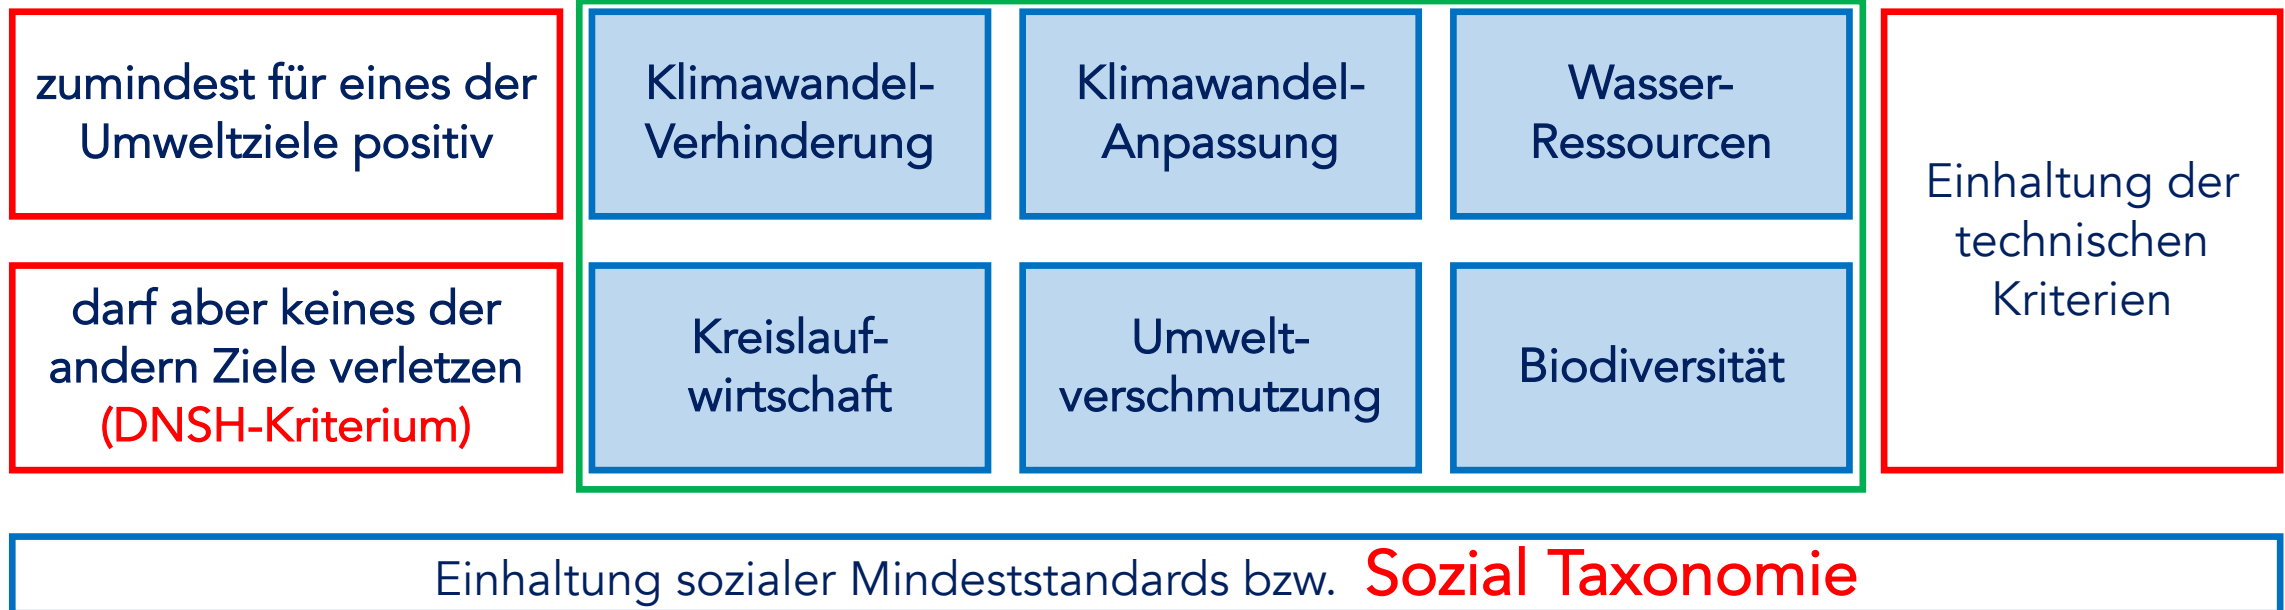 zumindest für eines der
Umweltziele positiv
Klimawandel-
Verhinderung
Klimawandel-
Anpassung
Wasser-
Ressourcen
Einhaltung der
technischen
Kriterien
darf aber keines der
andern Ziele verletzen
(DNSH-Kriterium)
Kreislauf-
wirtschaft
Umwelt-
verschmutzung
Biodiversität
Einhaltung sozialer Mindeststandards bzw. Sozial Taxonomie